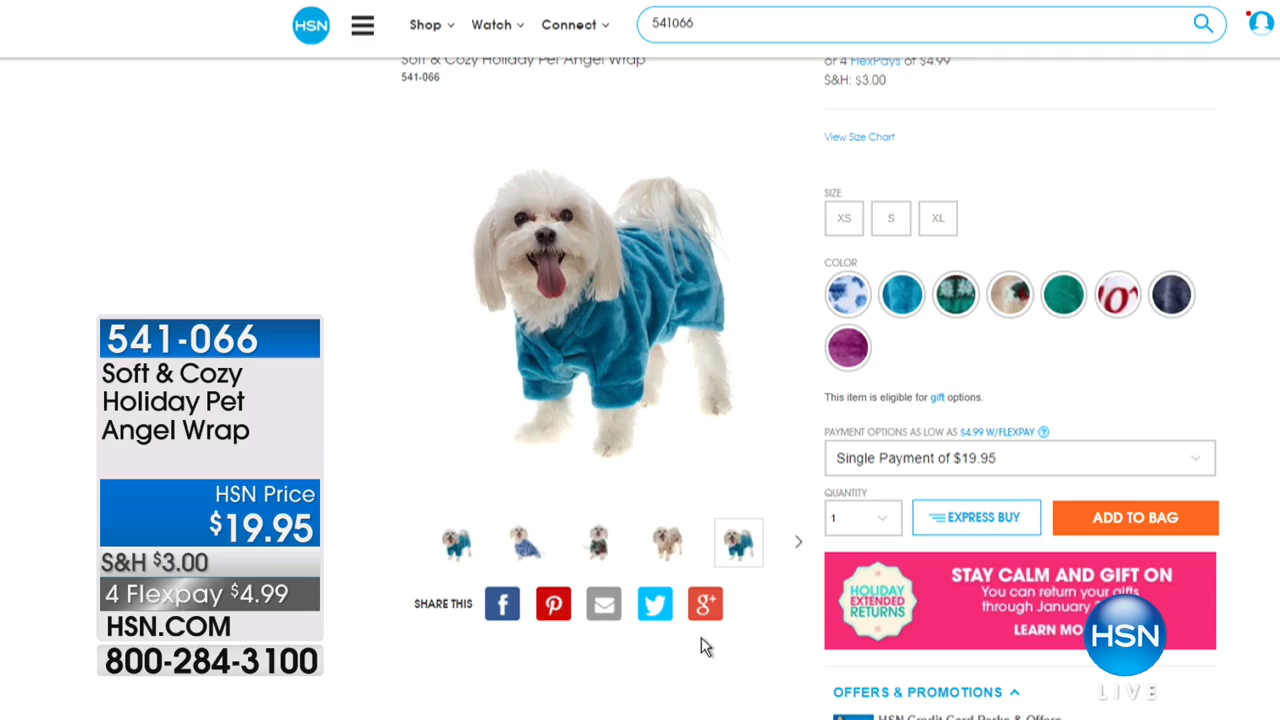 HSN
Shop
Watch
Connect
541066
Soft & Cozy Holiday Pet Angel Wrap
541-066
or 4 FlexPays of $4.99
S&H: $3.00
View Size Chart
SIZE
XS
S
XL
COLOR
This item is eligible for gift options.
PAYMENT OPTIONS AS LOW AS $4.99 W/FLEXPAY ?
Single Payment of $19.95
QUANTITY
1
EXPRESS BUY
ADD TO BAG
HOLIDAY
EXTENDED
RETURNS
STAY CALM AND GIFT ON
You can return your gifts
through January
LEARN MO
OFFERS & PROMOTIONS
HSN Credit Card Perks & Offers
SHARE THIS
541-066
Soft & Cozy
Holiday Pet
Angel Wrap
HSN Price
$19.95
S&H $3.00
4 Flexpay $4.99
HSN.COM
800-284-3100
HSN
LIVE